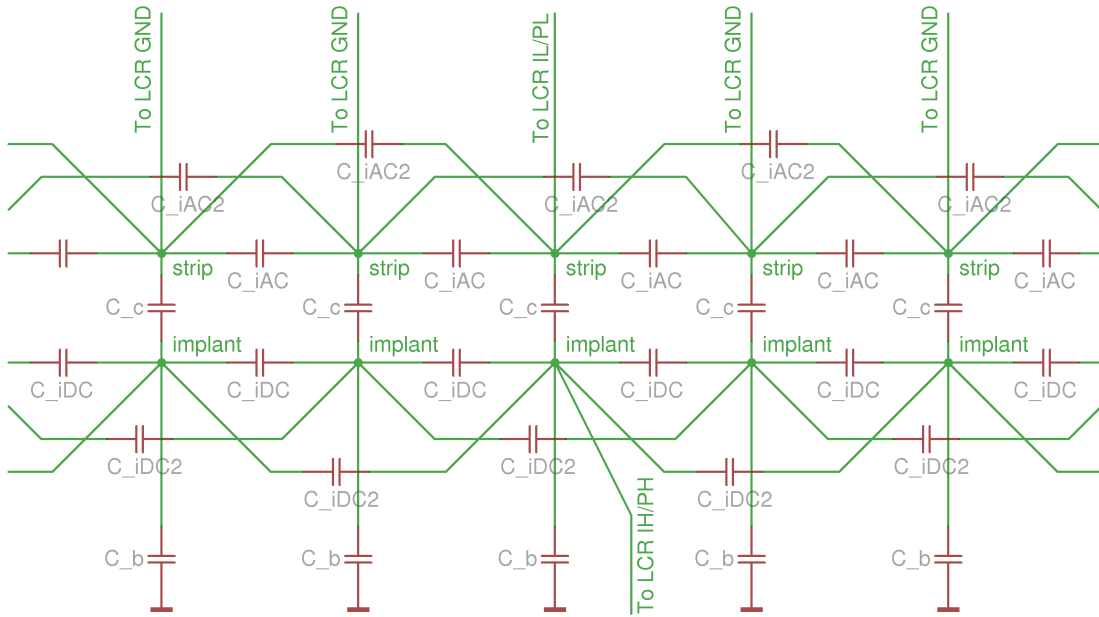 To LCR GND
To LCR GND
To LCR IL/PL
To LCR GND
To LCR GND
C_iAC2
C_iAC2
C_iAC2
C_iAC2
C_iAC2
strip
strip
strip
strip
strip
C_iAC
C_iAC
C_iAC
C_iAC
C_iAC
C_c
C_c
C_c
C_c
C_c
implant
implant
implant
implant
implant
C_iDC
C_iDC
C_iDC
C_iDC
C_iDC
C_iDC
C_iDC2
C_iDC2
C_iDC2
C_iDC2
C_iDC2
To LCR IH/PH
C_b
C_b
C_b
C_b
C_b